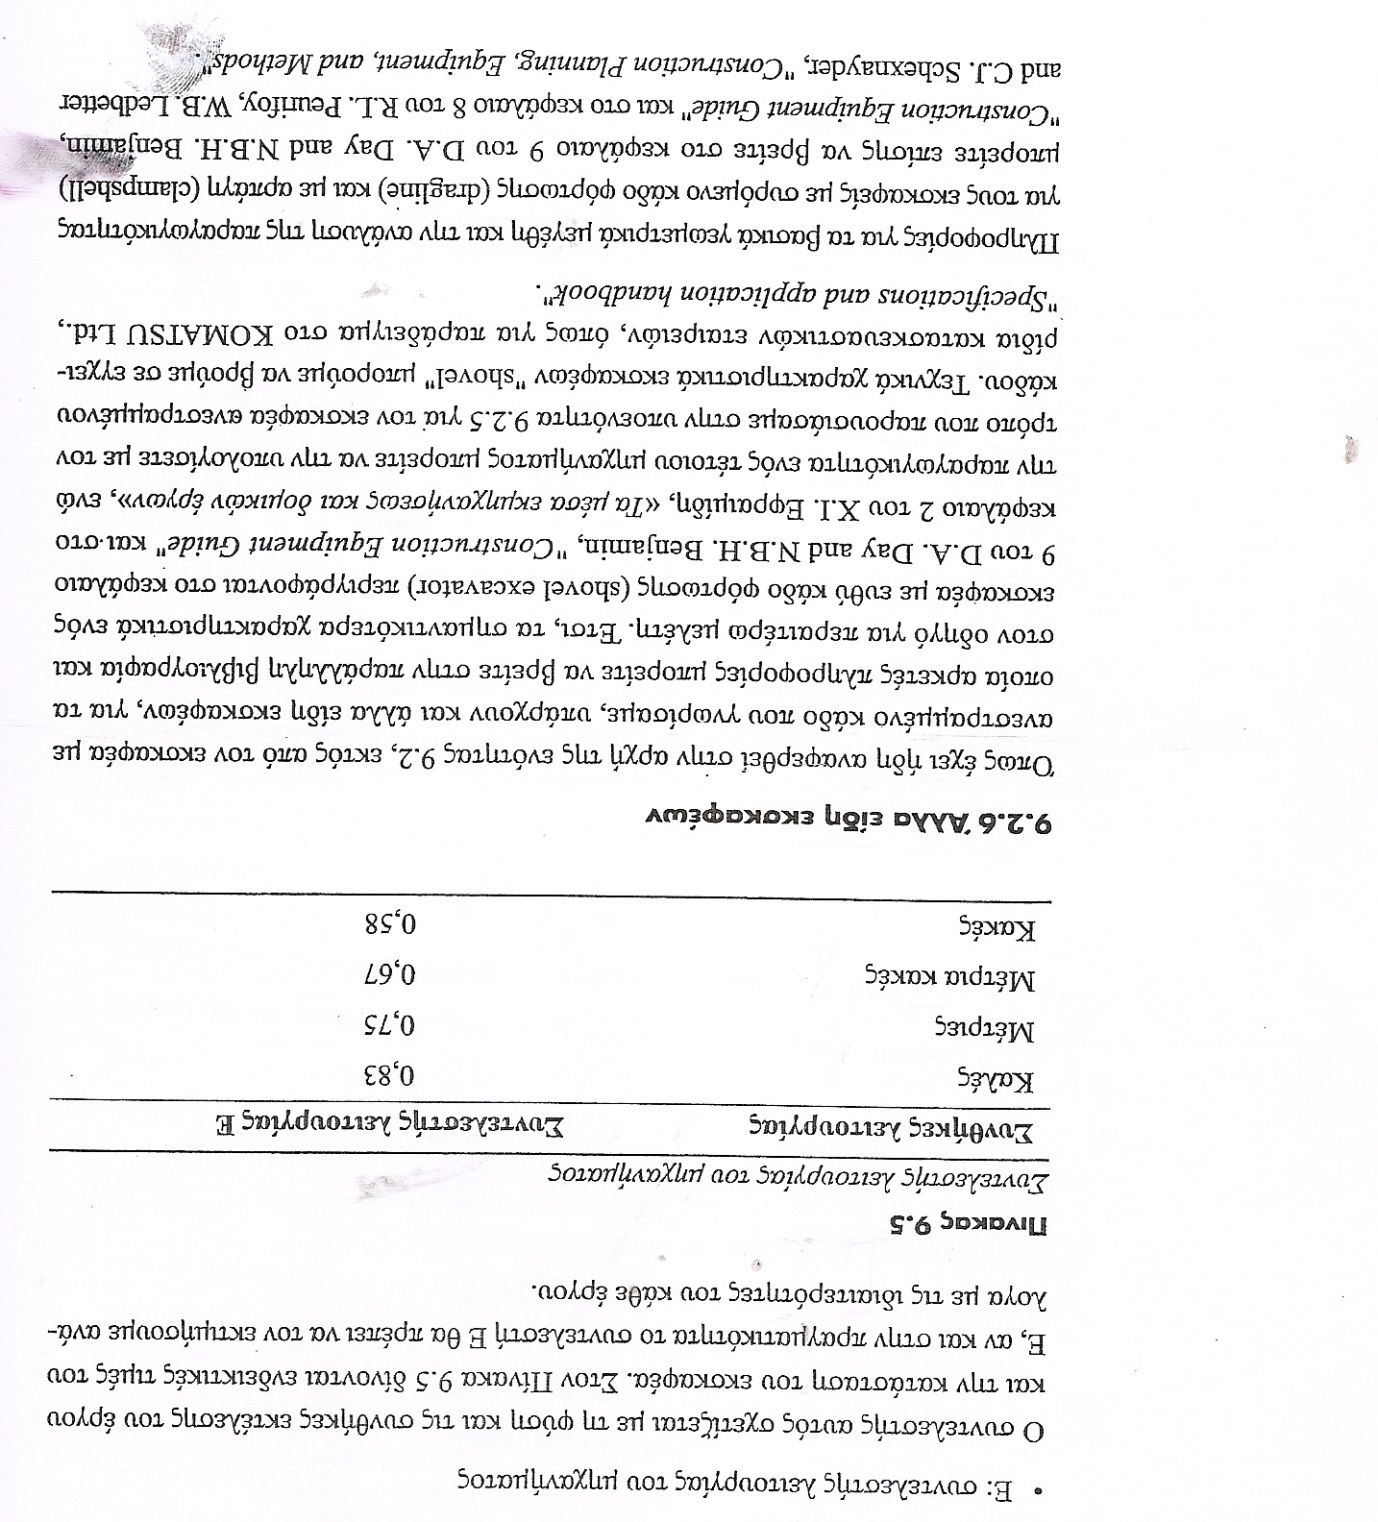 • E: συντελεστής λειτουργίας του μηχανήματος
Ο συντελεστής αυτός σχετίζεται με τη φύση και τις συνθήκες εκτέλεσης του έργου
και την κατάσταση του εκσκαφέα. Στον Πίνακα 9.5 δίνονται ενδεικτικές τιμές του
E, αν και στην πραγματικότητα το συντελεστή E θα πρέπει να τον εκτιμήσουμε ανά-
λογα με τις ιδιαιτερότητες του κάθε έργου.
Πινακας 9.5
Συντελεστής λειτουργίας του μηχανήματος
Συνθήκες λειτουργίας Συντελεστής λειτουργίας E
Καλές 0,83
Μέτριες 0,75
Μέτρια κακές 0,67
Κακές 0,58
9.2.6 Άλλα είδη εκσκαφέων
Όπως έχει ήδη αναφερθεί στην αρχή της ενότητας 9.2, εκτός από τον εκσκαφέα με
ανεστραμμένο κάδο που γνωρίσαμε, υπάρχουν και άλλα είδη εκσκαφέων, για τα
οποία αρκετές πληροφορίες μπορείτε να βρείτε στην παράλληλη βιβλιογραφία και
στον οδηγό για περαιτέρω μελέτη. Έτσι, τα σημαντικότερα χαρακτηριστικά ενός
εκσκαφέα με ευθύ κάδο φόρτωσης (shovel excavator) περιγράφονται στο κεφάλαιο
9 του D.A. Day and N.B.H. Benjamin, "Construction Equipment Guide" και στο
κεφάλαιο 2 του Χ.Ι. Εφραιμίδη, «Τα μέσα εκμηχανήσεως και δομικών έργων», ενώ
την παραγωγικότητα ενός τέτοιου μηχανήματος μπορείτε να την υπολογίσετε με τον
τρόπο που παρουσιάσαμε στην υποενότητα 9.2.5 για τον εκσκαφέα ανεστραμμένου
κάδου. Τεχνικά χαρακτηριστικά εκσκαφέων "shovel" μπορούμε να βρούμε σε εγχει-
ρίδια κατασκευαστικών εταιρειών, όπως για παράδειγμα στο KOMATSU Ltd.,
"Specifications and application handbook".
Πληροφορίες για τα βασικά γεωμετρικά μεγέθη και την ανάλυση της παραγωγικότητας
για τους εκσκαφείς με συρόμενο κάδο φόρτωσης (dragline) και με αρπάγη (clampshell)
μπορείτε επίσης να βρείτε στο κεφάλαιο 9 του D.A. Day and N.B.H. Benjamin,
"Construction Equipment Guide" και στο κεφάλαιο 8 του R.L. Peurifoy, W.B. Ledbetter
and C.J. Schexnayder, "Construction Planning, Equipment, and Methods".